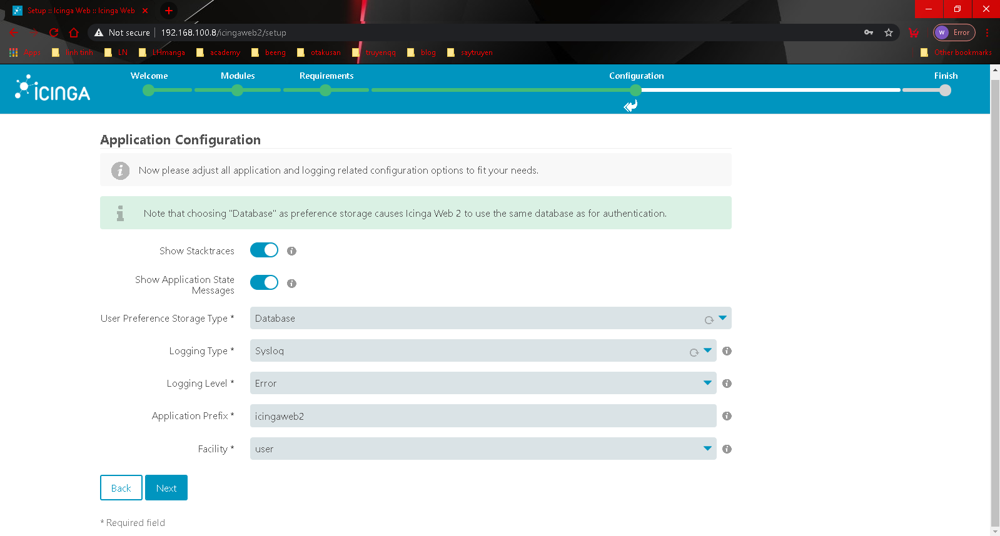 Setup :: Icinga Web :: Icinga Web
Not secure 192.168.100.8/icingaweb2/setup
W Error
Apps linh tinh LN LHmanga academy beeng otakusan truyenqq blog saytruyen Other bookmarks
ICINGA
Welcome Modules Requirements Configuration Finish
Application Configuration
Now please adjust all application and logging related configuration options to fit your needs.
Note that choosing "Database" as preference storage causes Icinga Web 2 to use the same database as for authentication.
Show Stacktraces
Show Application State
Messages
User Preference Storage Type * Database
Logging Type * Syslog
Logging Level * Error
Application Prefix * icingaweb2
Facility * user
Back Next
* Required field